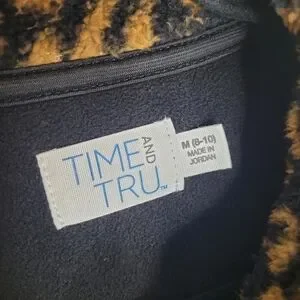 TIME AND
TRU™
M (8-10)
MADE IN
JORDAN